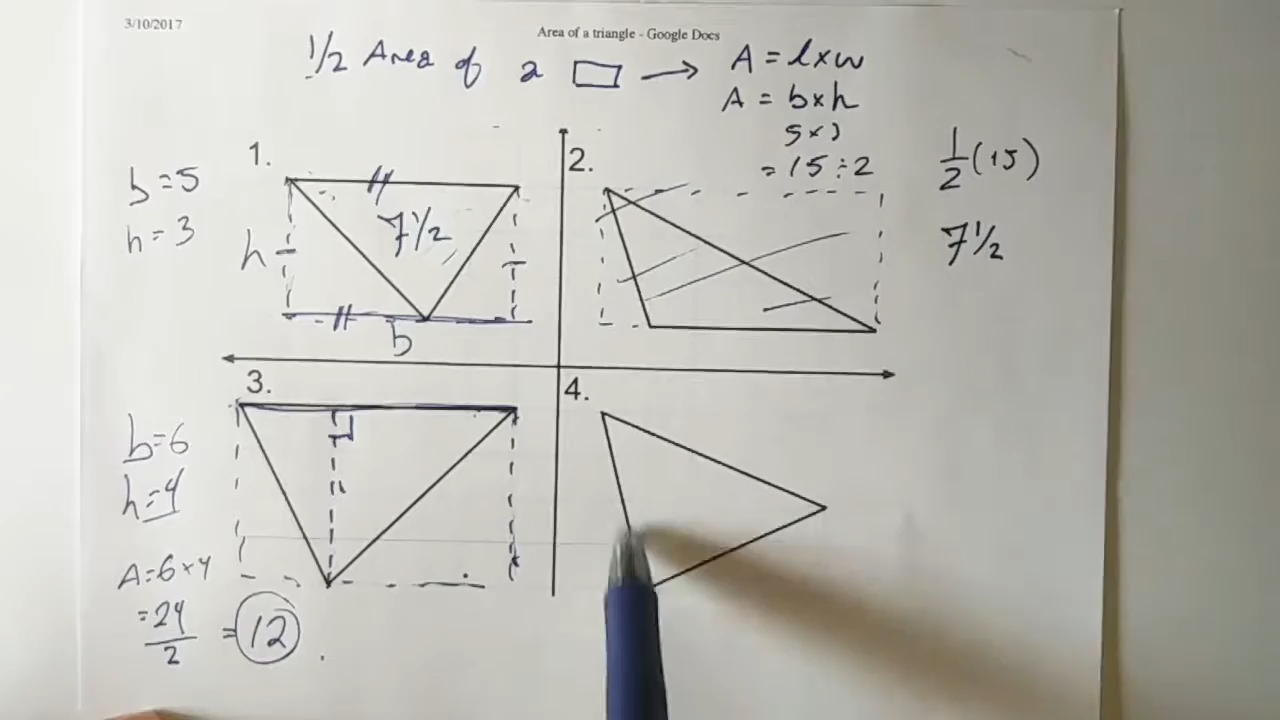 3/10/2017
Area of a triangle - Google Docs
1/2 Area of a → A = l x w
A = b x h
5 x 3
= 15 ÷ 2
1/2 (15)
7 1/2
1.
b = 5
h = 3
h
7 1/2
b
2.
3.
b = 6
h = 4
A = 6 x 4
= 24/2 = 12
4.